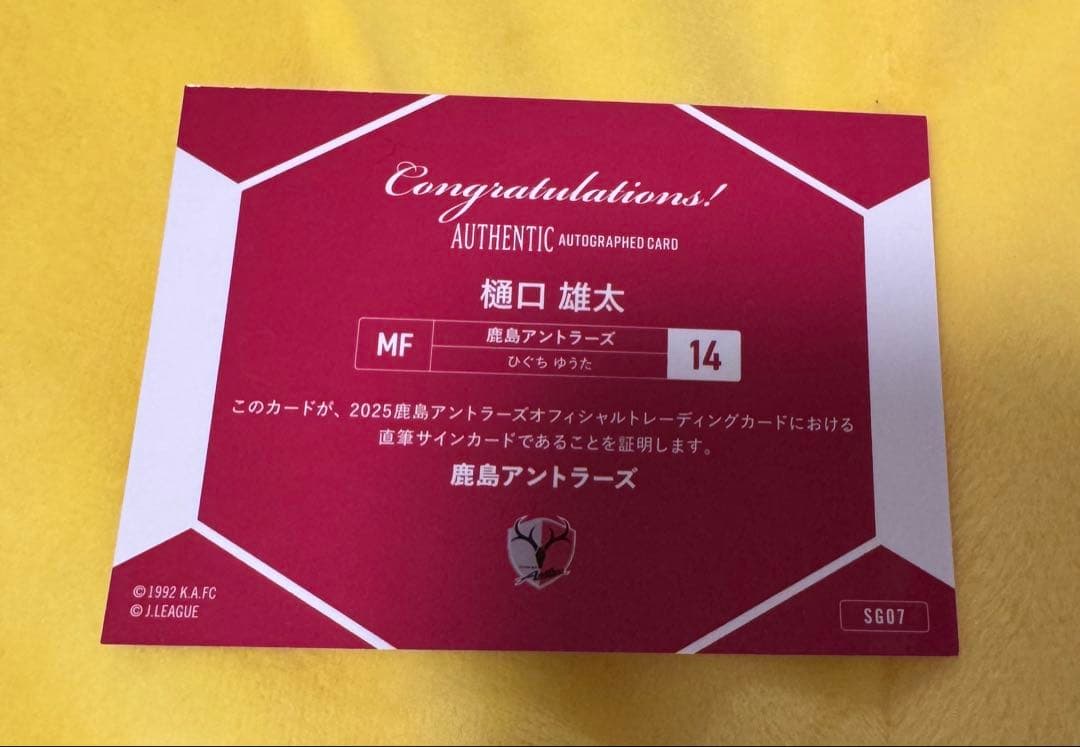 Congratulations!
AUTHENTIC AUTOGRAPHED CARD
樋口 雄太
MF
鹿島アントラーズ
ひぐち ゆうた
14
このカードが、2025鹿島アントラーズオフィシャルトレーディングカードにおける
直筆サインカードであることを証明します。
鹿島アントラーズ
©1992 K.A.FC
© J.LEAGUE
SG07